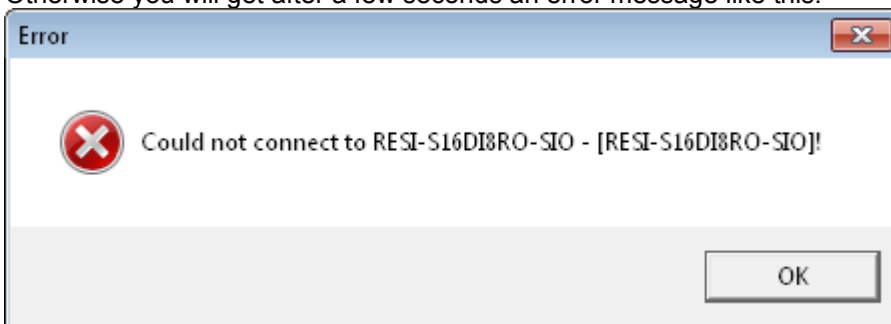 Otherwise you will get after a few seconds an error message like this:
Error
Could not connect to RESI-S16DI8RO-SIO - [RESI-S16DI8RO-SIO]!
OK